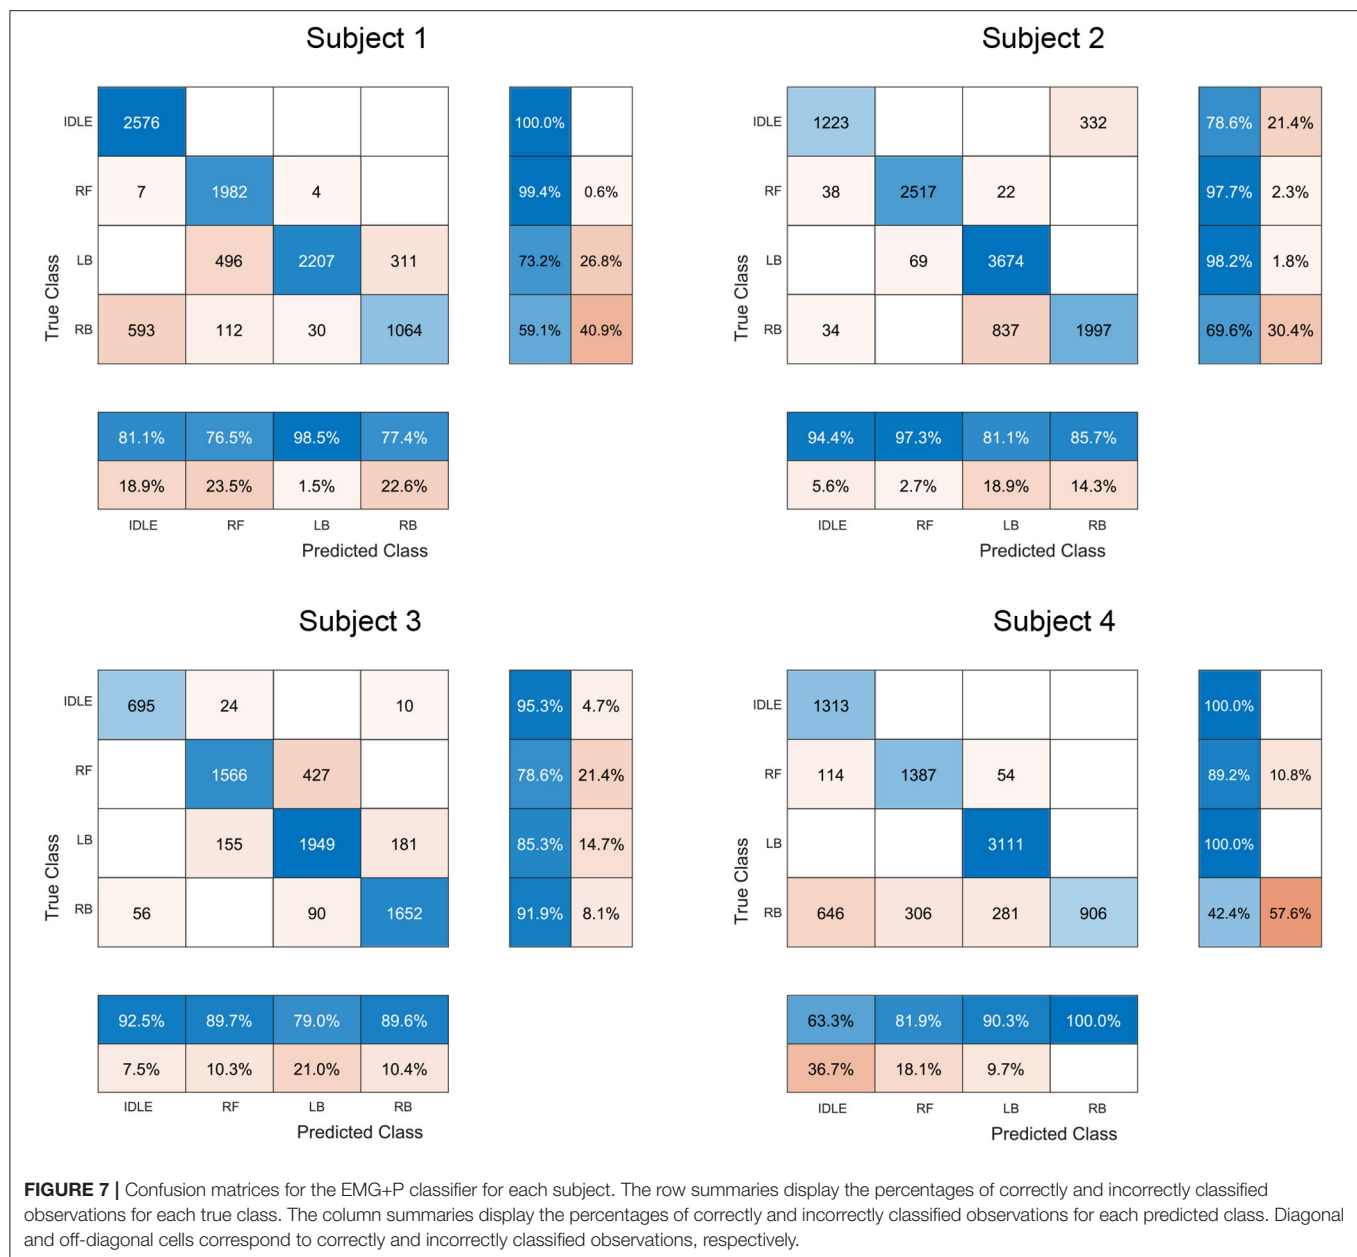 Subject 1
IDLE 2576 100.0%
RF 7 1982 4 99.4% 0.6%
LB 496 2207 311 73.2% 26.8%
RB 593 112 30 1064 59.1% 40.9%
True Class
81.1% 76.5% 98.5% 77.4%
18.9% 23.5% 1.5% 22.6%
IDLE RF LB RB
Predicted Class
Subject 2
IDLE 1223 332 78.6% 21.4%
RF 38 2517 22 97.7% 2.3%
LB 69 3674 98.2% 1.8%
RB 34 837 1997 69.6% 30.4%
True Class
94.4% 97.3% 81.1% 85.7%
5.6% 2.7% 18.9% 14.3%
IDLE RF LB RB
Predicted Class
Subject 3
IDLE 695 24 10 95.3% 4.7%
RF 1566 427 78.6% 21.4%
LB 155 1949 181 85.3% 14.7%
RB 56 90 1652 91.9% 8.1%
True Class
92.5% 89.7% 79.0% 89.6%
7.5% 10.3% 21.0% 10.4%
IDLE RF LB RB
Predicted Class
Subject 4
IDLE 1313 100.0%
RF 114 1387 54 89.2% 10.8%
LB 3111 100.0%
RB 646 306 281 906 42.4% 57.6%
True Class
63.3% 81.9% 90.3% 100.0%
36.7% 18.1% 9.7%
IDLE RF LB RB
Predicted Class
FIGURE 7 | Confusion matrices for the EMG+P classifier for each subject. The row summaries display the percentages of correctly and incorrectly classified
observations for each true class. The column summaries display the percentages of correctly and incorrectly classified observations for each predicted class. Diagonal
and off-diagonal cells correspond to correctly and incorrectly classified observations, respectively.